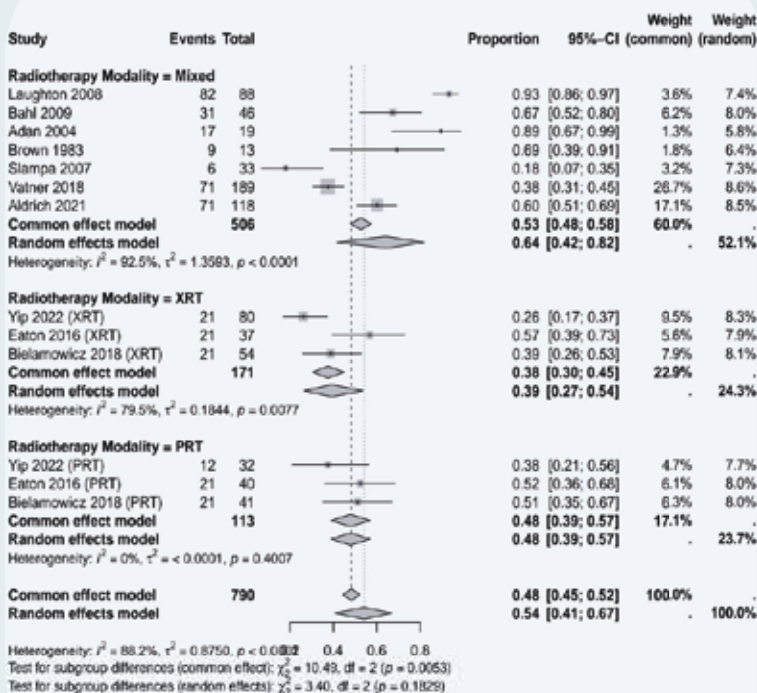 Weight Weight
Study Events Total Proportion 95%-CI (common) (random)
Radiotherapy Modality = Mixed
Laughton 2008 82 88 0.93 [0.86; 0.97] 3.6% 7.4%
Bahl 2009 31 46 0.67 [0.52; 0.80] 6.2% 8.0%
Adan 2004 17 19 0.89 [0.67; 0.99] 1.3% 5.8%
Brown 1983 9 13 0.69 [0.39; 0.91] 1.8% 6.4%
Slampa 2007 6 33 0.18 [0.07; 0.35] 3.2% 7.3%
Vatner 2018 71 189 0.38 [0.31; 0.45] 26.7% 8.6%
Aldrich 2021 71 118 0.60 [0.51; 0.69] 17.1% 8.5%
Common effect model 506 0.53 [0.48; 0.58] 60.0% .
Random effects model 0.64 [0.42; 0.82] . 52.1%
Heterogeneity: I² = 92.5%, τ² = 1.3593, p < 0.0001
Radiotherapy Modality = XRT
Yip 2022 (XRT) 21 80 0.26 [0.17; 0.37] 9.5% 8.3%
Eaton 2016 (XRT) 21 37 0.57 [0.39; 0.73] 5.6% 7.9%
Bielamowicz 2018 (XRT) 21 54 0.39 [0.26; 0.53] 7.9% 8.1%
Common effect model 171 0.38 [0.30; 0.45] 22.9% .
Random effects model 0.39 [0.27; 0.54] . 24.3%
Heterogeneity: I² = 79.5%, τ² = 0.1844, p = 0.0077
Radiotherapy Modality = PRT
Yip 2022 (PRT) 12 32 0.38 [0.21; 0.56] 4.7% 7.7%
Eaton 2016 (PRT) 21 40 0.52 [0.36; 0.68] 6.1% 8.0%
Bielamowicz 2018 (PRT) 21 41 0.51 [0.35; 0.67] 6.3% 8.0%
Common effect model 113 0.48 [0.39; 0.57] 17.1% .
Random effects model 0.48 [0.39; 0.57] . 23.7%
Heterogeneity: I² = 0%, τ² = < 0.0001, p = 0.4007
Common effect model 790 0.48 [0.45; 0.52] 100.0% .
Random effects model 0.54 [0.41; 0.67] . 100.0%
Heterogeneity: I² = 88.2%, τ² = 0.8750, 0.4 0.6 0.8
Test for subgroup differences (common effect): χ² = 10.49, df = 2 (p = 0.0053)
Test for subgroup differences (random effects): χ² = 3.40, df = 2 (p = 0.1829)